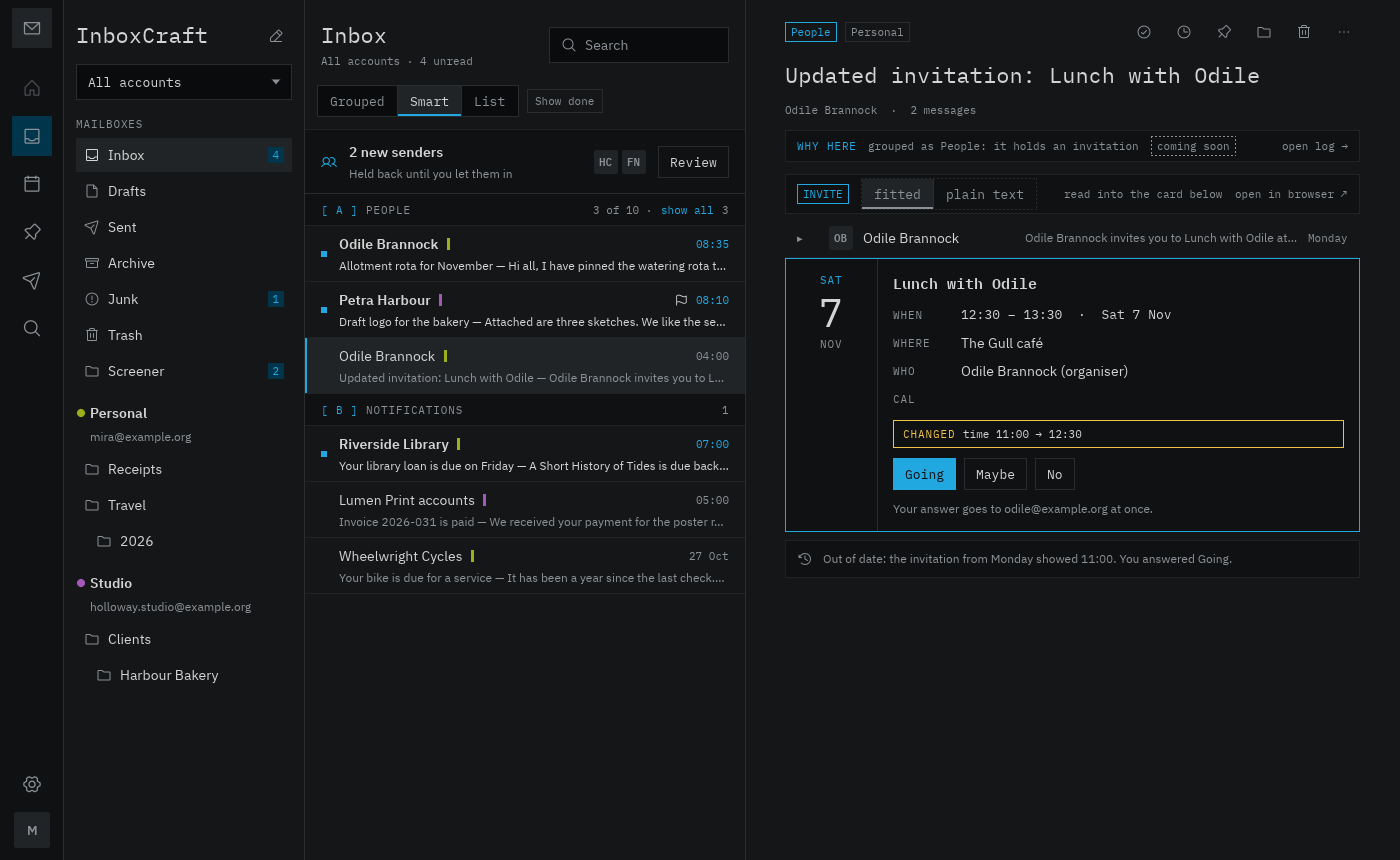 InboxCraft
All accounts
MAILBOXES
Inbox 4
Drafts
Sent
Archive
Junk 1
Trash
Screener 2
Personal
mira@example.org
Receipts
Travel
2026
Studio
holloway.studio@example.org
Clients
Harbour Bakery
M
Inbox
All accounts · 4 unread
Search
Grouped Smart List Show done
2 new senders
Held back until you let them in
HC FN Review
[ A ] PEOPLE 3 of 10 · show all 3
Odile Brannock 08:35
Allotment rota for November — Hi all, I have pinned the watering rota t…
Petra Harbour 08:10
Draft logo for the bakery — Attached are three sketches. We like the se…
Odile Brannock 04:00
Updated invitation: Lunch with Odile — Odile Brannock invites you to L…
[ B ] NOTIFICATIONS 1
Riverside Library 07:00
Your library loan is due on Friday — A Short History of Tides is due back…
Lumen Print accounts 05:00
Invoice 2026-031 is paid — We received your payment for the poster r…
Wheelwright Cycles 27 Oct
Your bike is due for a service — It has been a year since the last check.…
People Personal
Updated invitation: Lunch with Odile
Odile Brannock · 2 messages
WHY HERE grouped as People: it holds an invitation coming soon open log →
INVITE fitted plain text read into the card below open in browser ↗
▸ OB Odile Brannock Odile Brannock invites you to Lunch with Odile at… Monday
SAT
7
NOV
Lunch with Odile
WHEN 12:30 – 13:30 · Sat 7 Nov
WHERE The Gull café
WHO Odile Brannock (organiser)
CAL
CHANGED time 11:00 → 12:30
Going Maybe No
Your answer goes to odile@example.org at once.
Out of date: the invitation from Monday showed 11:00. You answered Going.